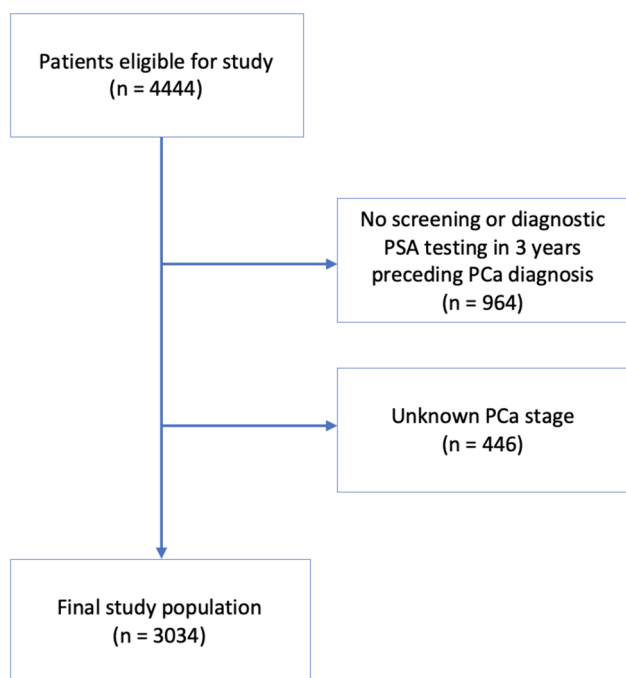 Patients eligible for study
(n = 4444)
No screening or diagnostic
PSA testing in 3 years
preceding PCa diagnosis
(n = 964)
Unknown PCa stage
(n = 446)
Final study population
(n = 3034)